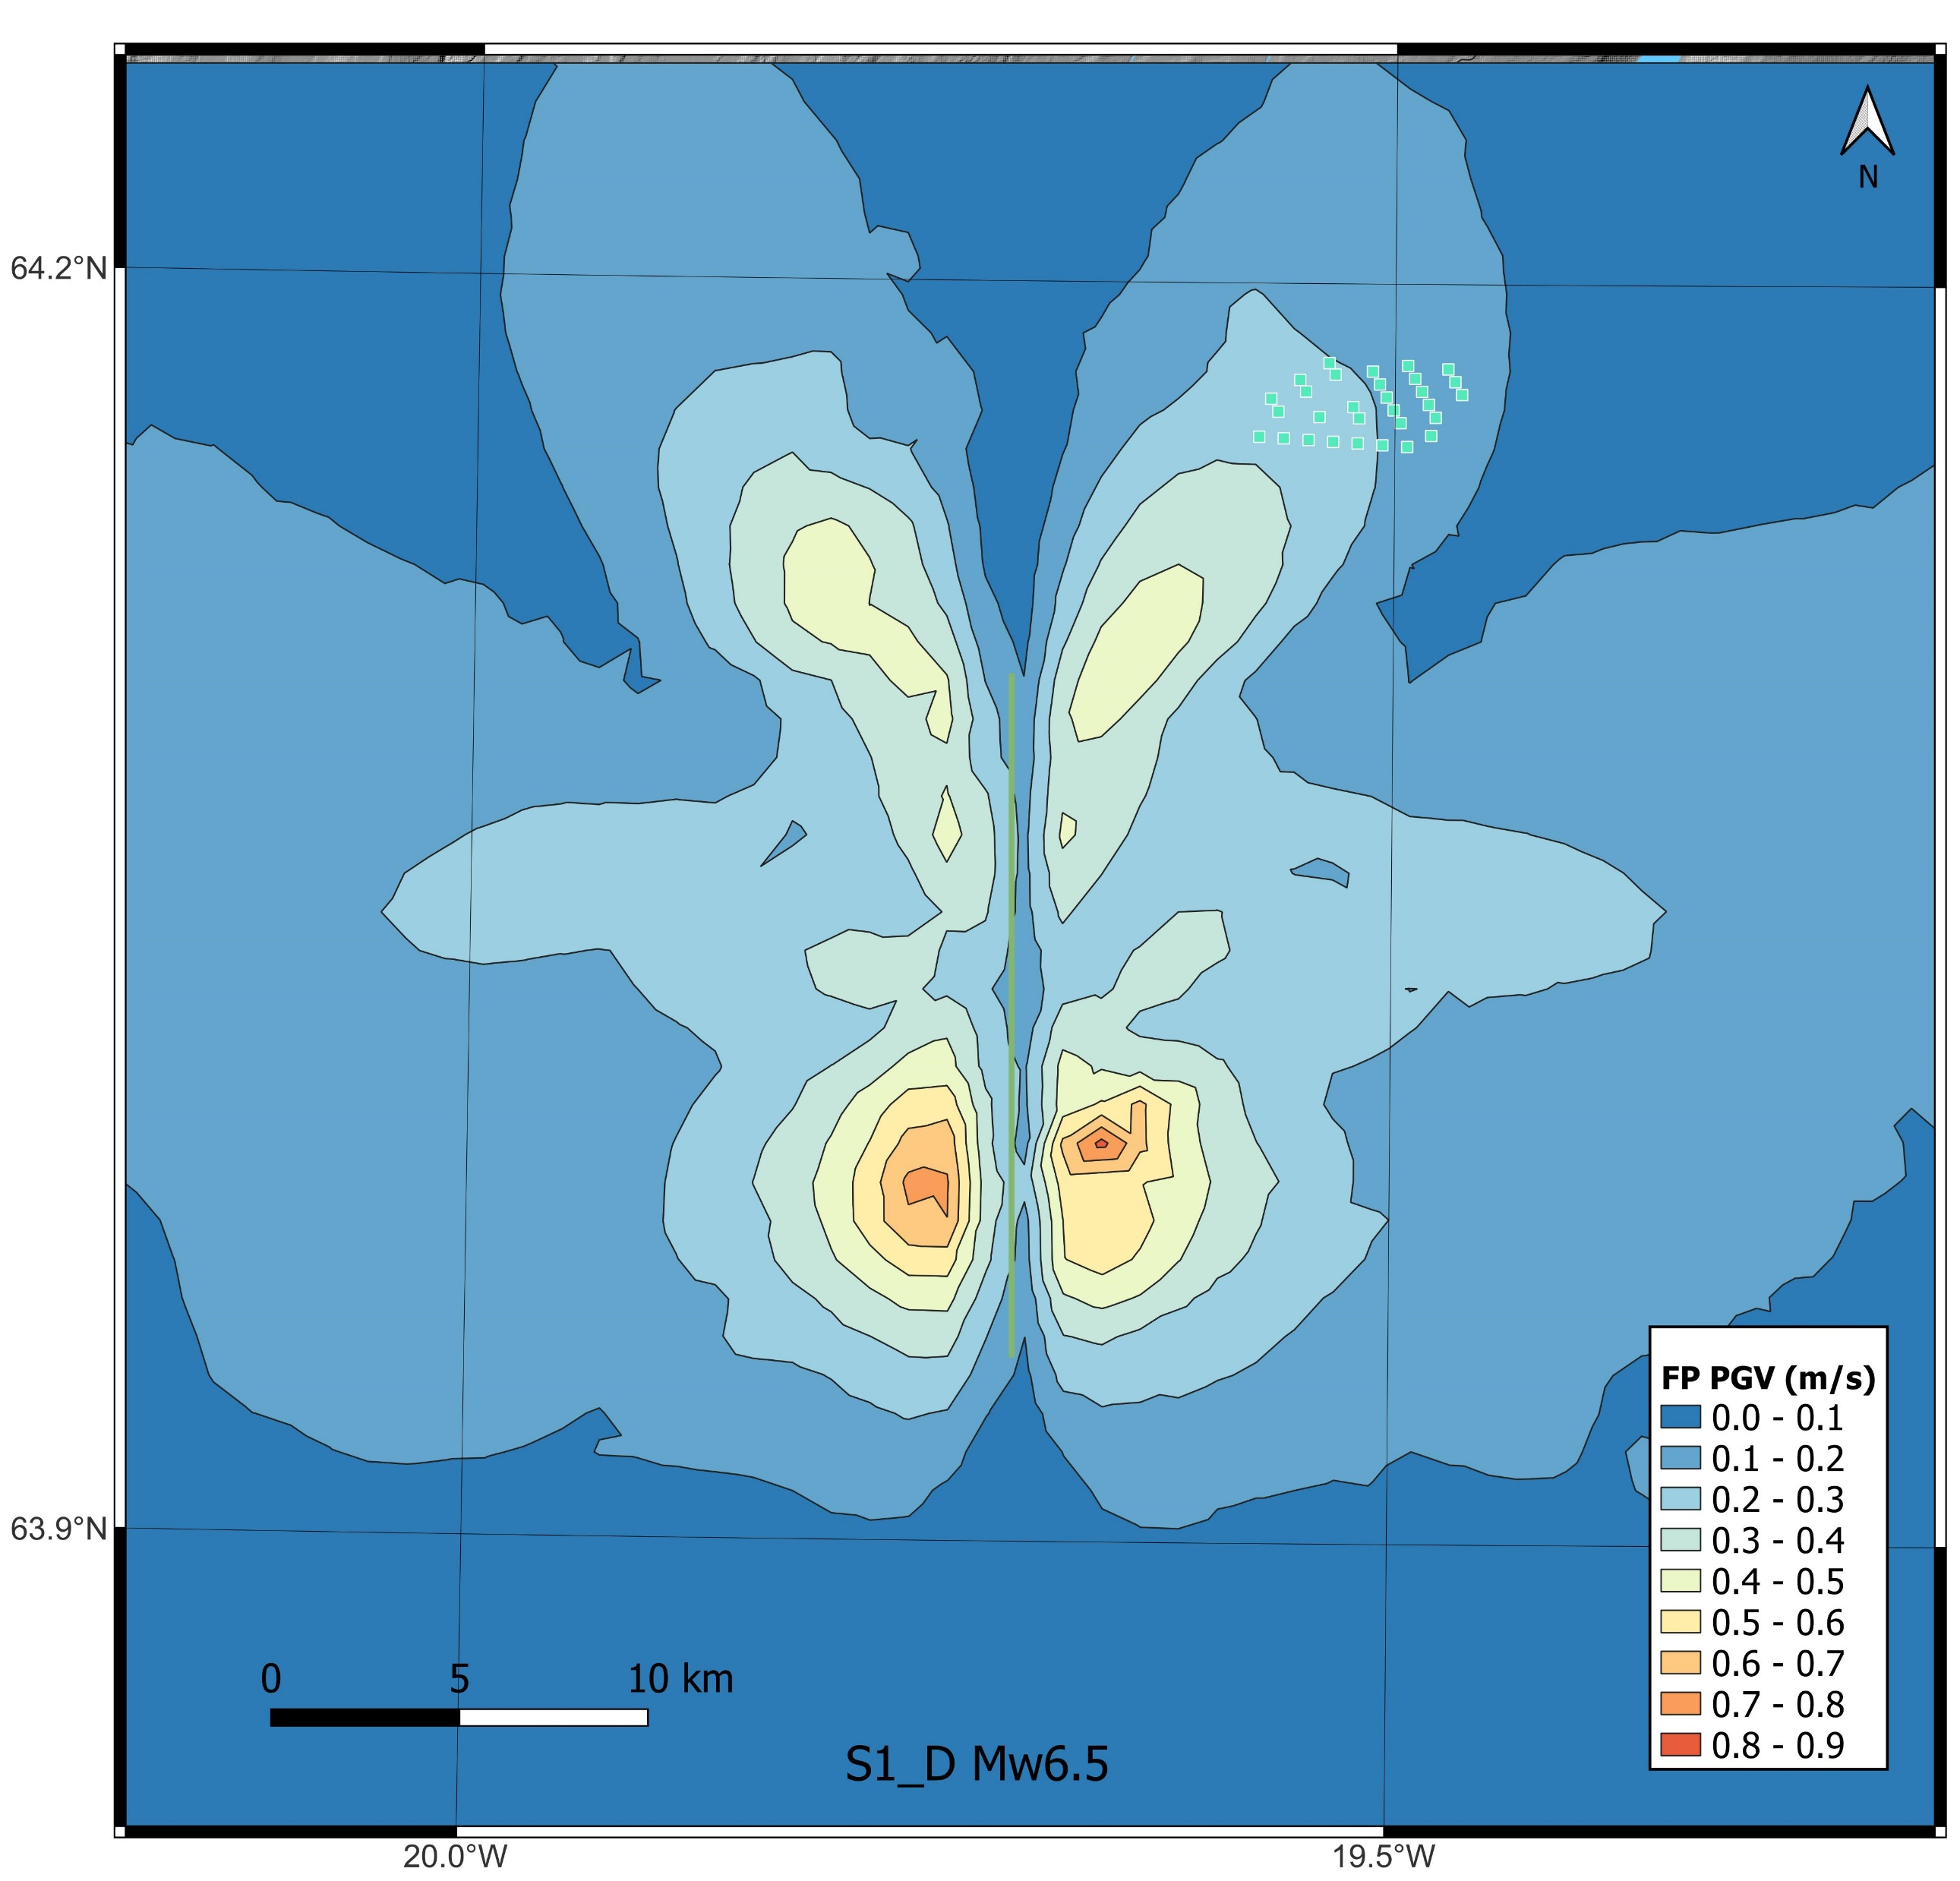 N
64.2°N
63.9°N
FP PGV (m/s)
0.0 - 0.1
0.1 - 0.2
0.2 - 0.3
0.3 - 0.4
0.4 - 0.5
0.5 - 0.6
0.6 - 0.7
0.7 - 0.8
0.8 - 0.9
0 5 10 km
S1_D Mw6.5
20.0°W 19.5°W